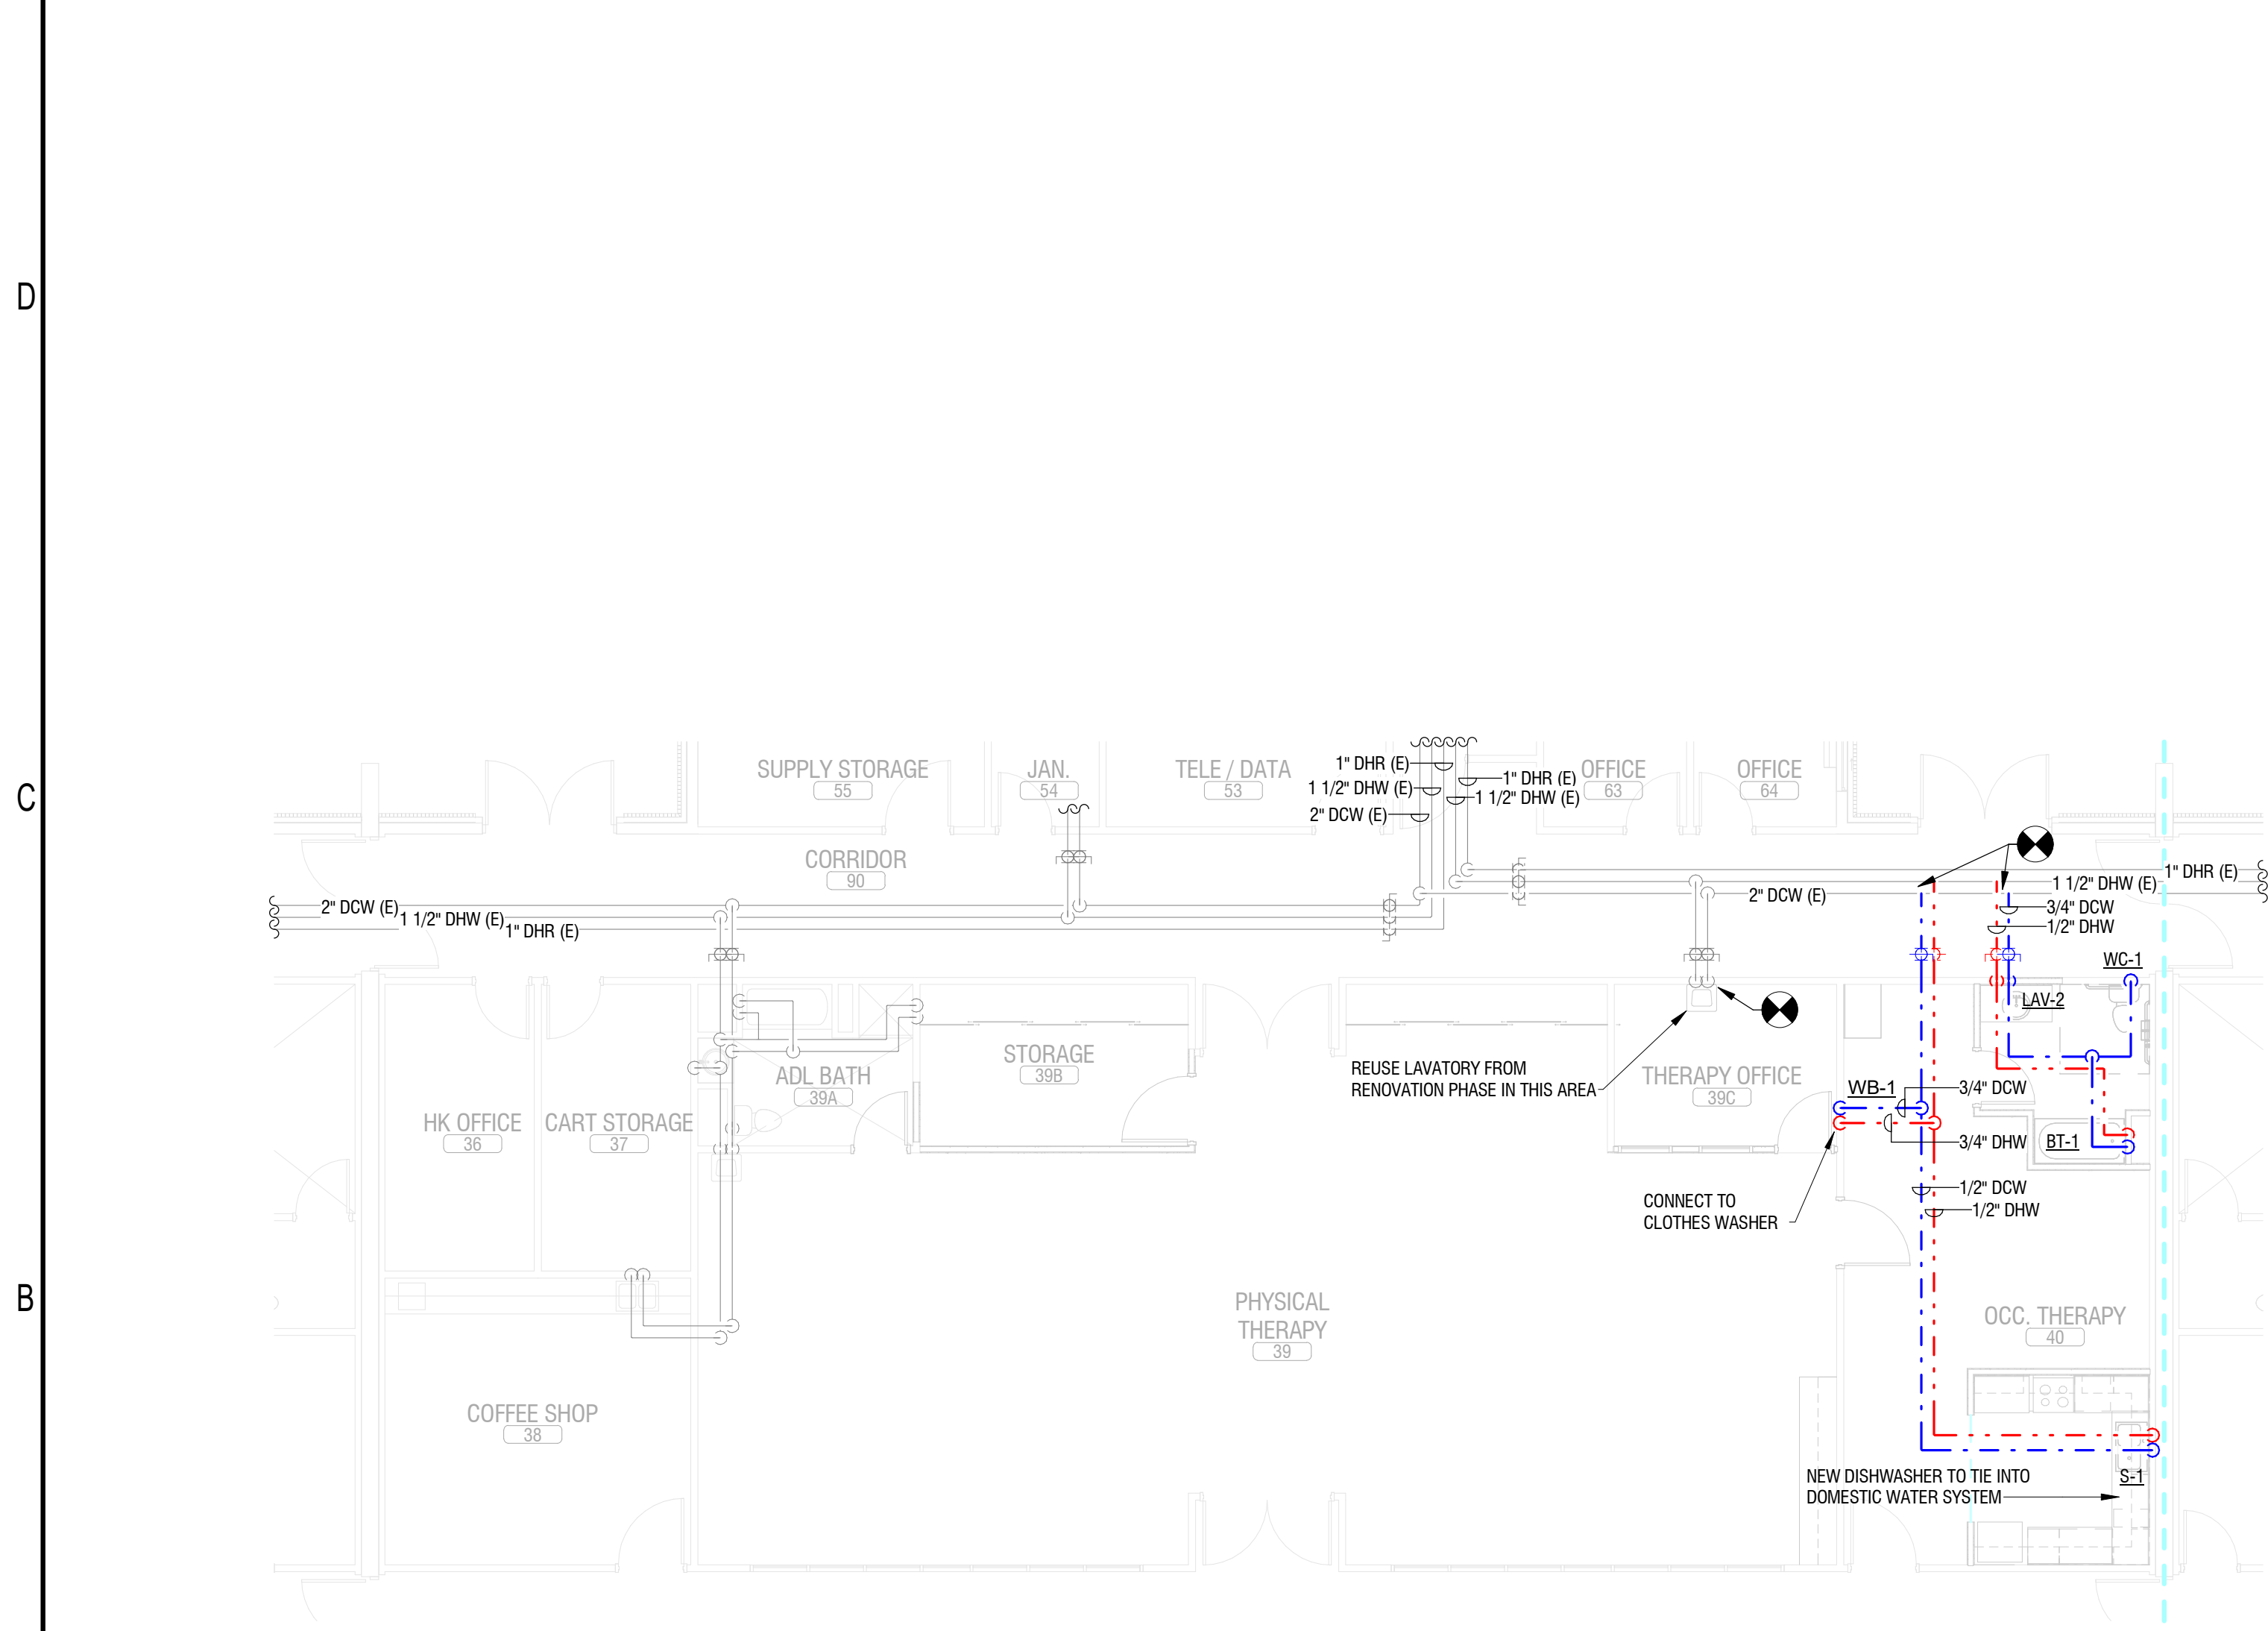 D
C
B
SUPPLY STORAGE
55
JAN.
54
TELE / DATA
53
1" DHR (E)
1 1/2" DHW (E)
2" DCW (E)
1" DHR (E)
1 1/2" DHW (E)
OFFICE
63
OFFICE
64
CORRIDOR
90
2" DCW (E)
1 1/2" DHW (E)
1" DHR (E)
2" DCW (E)
1 1/2" DHW (E)
1" DHR (E)
3/4" DCW
1/2" DHW
WC-1
LAV-2
HK OFFICE
36
CART STORAGE
37
ADL BATH
39A
STORAGE
39B
REUSE LAVATORY FROM
RENOVATION PHASE IN THIS AREA
THERAPY OFFICE
39C
WB-1
3/4" DCW
3/4" DHW
BT-1
1/2" DCW
1/2" DHW
CONNECT TO
CLOTHES WASHER
PHYSICAL
THERAPY
39
OCC. THERAPY
40
COFFEE SHOP
38
NEW DISHWASHER TO TIE INTO
DOMESTIC WATER SYSTEM
S-1